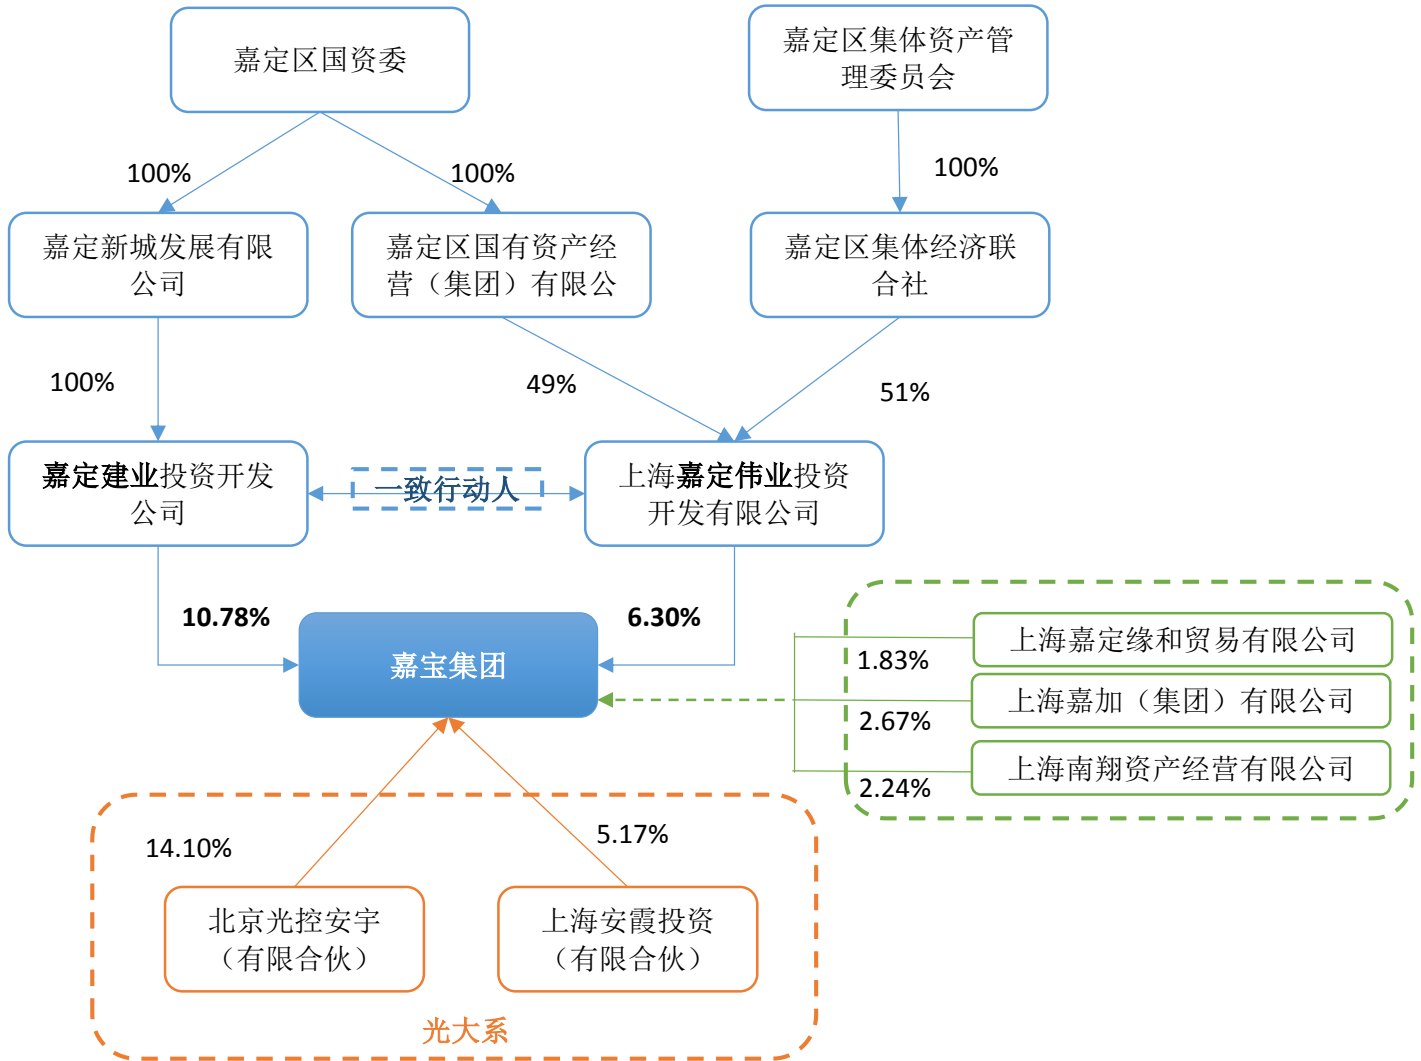 嘉定区国资委
嘉定区集体资产管
理委员会
100%
100%
100%
嘉定新城发展有限
公司
嘉定区国有资产经
营（集团）有限公
嘉定区集体经济联
合社
100%
49%
51%
嘉定建业投资开发
公司
一致行动人
上海嘉定伟业投资
开发有限公司
10.78%
6.30%
嘉宝集团
上海嘉定缘和贸易有限公司
1.83%
上海嘉加（集团）有限公司
2.67%
上海南翔资产经营有限公司
2.24%
14.10%
5.17%
北京光控安宇
（有限合伙）
上海安霞投资
（有限合伙）
光大系